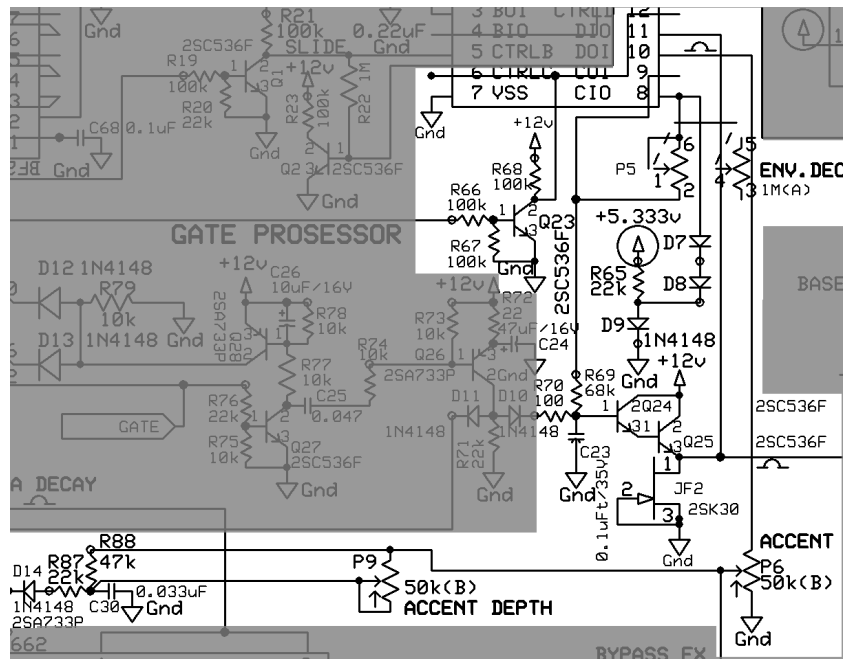 R21
100k
2SC536F
SLIDE
0.22uF
Gnd
Gnd
3 BOI CTRLD 12
4 BIO DIO 11
5 CTRLB DOI 10
9
7 VSS CIO 8
R19
100k
R20
22k
Q1
+12v
R23
100k
R22 1M
C68 0.1uF
Gnd
Gnd
Q2
2SC536F
Gnd
Gnd
+12v
R68
100k
R66
100k
R67
100k
Q23
2SC536F
Gnd
P5
6
1
2
5
4
3
ENV.DEC
1M(A)
GATE PROSESSOR
+5.333v
D7
D8
R65
22k
D9
1N4148
Gnd
+12v
BASE
D12 1N4148
R79
10k
D13 1N4148
Gnd
+12v
C26
10uF/16V
2SA733P
Q28
R78
10k
R77
10k
R74
10k
C25
0.047
R76
22k
R75
10k
Q27
2SC536F
Gnd
GATE
+12v
R73
10k
R72
22
47uF/16V
C24
Q26
2SA733P
Gnd
D11 D10
1N4148 1N4148
R71
22k
Gnd
R70
100
R69
68k
C23
0.1uFt/35V
Gnd
Q24
Q25
2SC536F
2SC536F
JF2
2SK30
1
2
3
Gnd
A DECAY
D14
1N4148
2SA733P
R87
22k
R88
47k
C30
0.033uF
Gnd
P9
50k(B)
ACCENT DEPTH
ACCENT
P6
50k(B)
Gnd
662
BYPASS FX